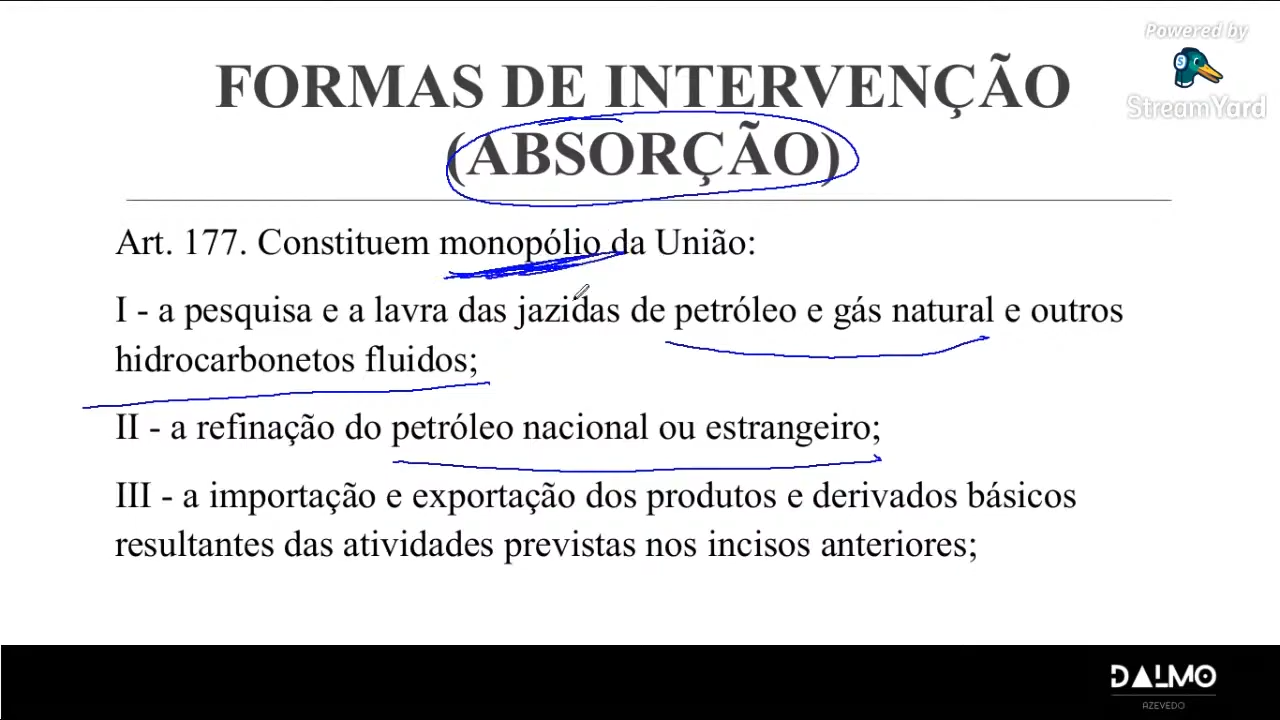 Powered by
StreamYard
FORMAS DE INTERVENÇÃO
(ABSORÇÃO)
Art. 177. Constituem monopólio da União:
I - a pesquisa e a lavra das jazidas de petróleo e gás natural e outros
hidrocarbonetos fluidos;
II - a refinação do petróleo nacional ou estrangeiro;
III - a importação e exportação dos produtos e derivados básicos
resultantes das atividades previstas nos incisos anteriores;
DALMO
AZEVEDO